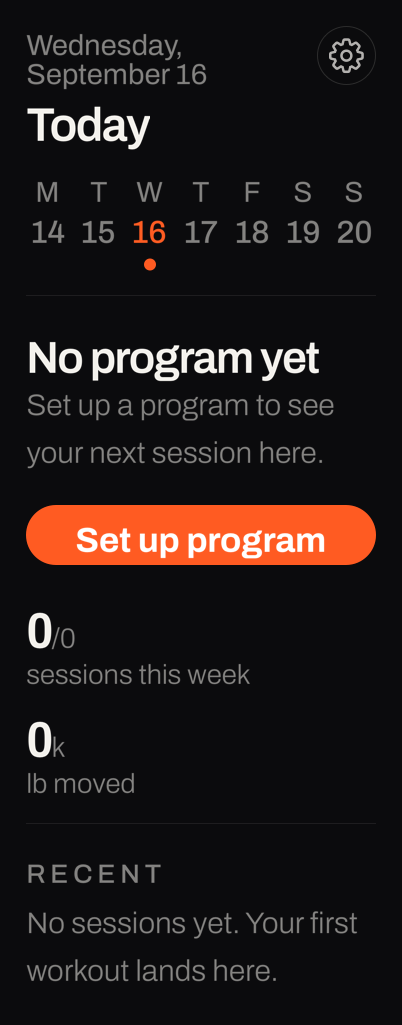 Wednesday,
September 16
Today
M T W T F S S
14 15 16 17 18 19 20
No program yet
Set up a program to see
your next session here.
Set up program
0/0
sessions this week
0k
lb moved
RECENT
No sessions yet. Your first
workout lands here.